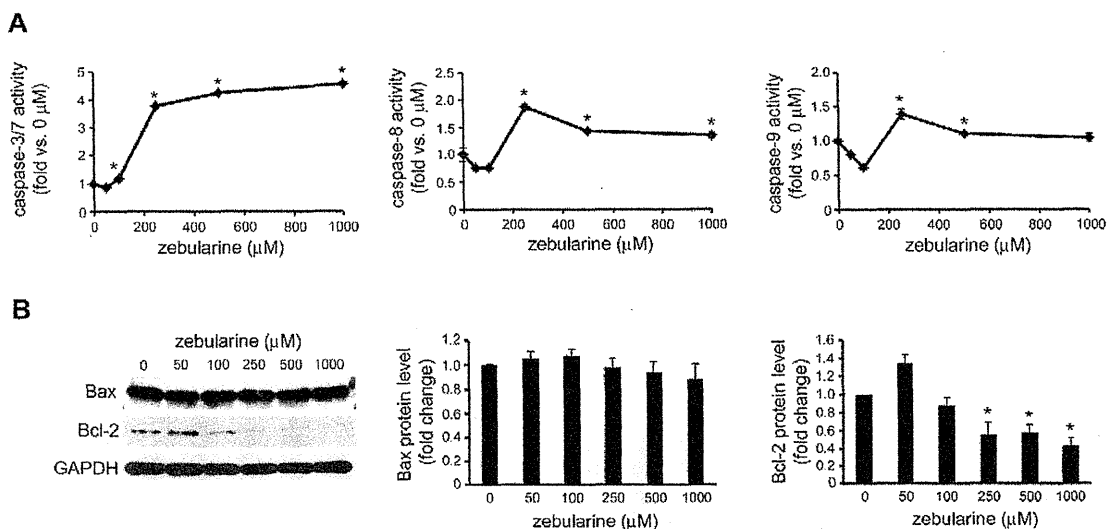 A
caspase-3/7 activity
(fold vs. 0 µM)
5
4
3
2
1
0
*
*
*
*
0 200 400 600 800 1000
zebularine (µM)
caspase-8 activity
(fold vs. 0 µM)
2.5
2.0
1.5
1.0
0.5
0
*
*
*
0 200 400 600 800 1000
zebularine (µM)
caspase-9 activity
(fold vs. 0 µM)
2.0
1.5
1.0
0.5
0
*
*
0 200 400 600 800 1000
zebularine (µM)
B
zebularine (µM)
0 50 100 250 500 1000
Bax
Bcl-2
GAPDH
Bax protein level
(fold change)
1.2
1.0
0.8
0.6
0.4
0.2
0
0 50 100 250 500 1000
zebularine (µM)
Bcl-2 protein level
(fold change)
1.6
1.4
1.2
1.0
0.8
0.6
0.4
0.2
0
*
*
*
0 50 100 250 500 1000
zebularine (µM)